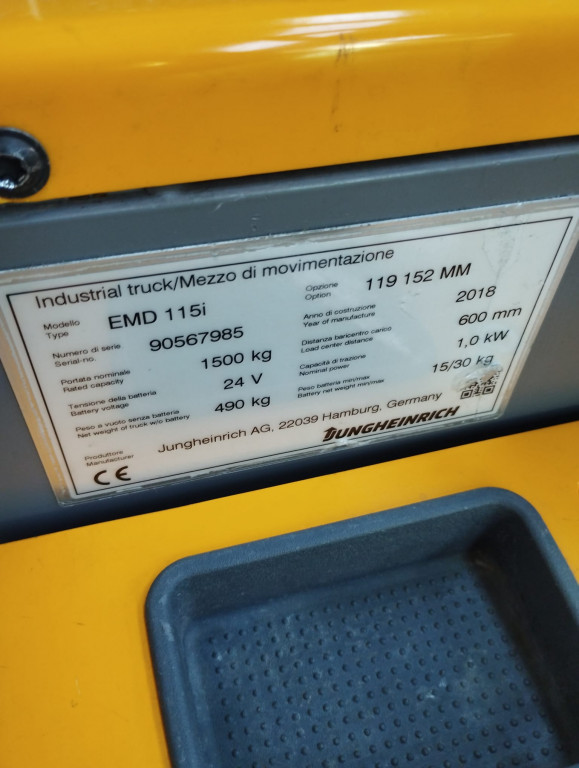 Industrial truck/Mezzo di movimentazione
Modello
Type
EMD 115i
Opzione
Option
119 152 MM
Numero di serie
Serial-no.
90567985
Anno di costruzione
Year of manufacture
2018
Portata nominale
Rated capacity
1500 kg
Distanza baricentro carico
Load center distance
600 mm
Tensione della batteria
Battery voltage
24 V
Capacità di trazione
Nominal power
1,0 kW
Peso a vuoto senza batteria
Net weight of truck w/o battery
490 kg
Peso batteria min/max
Battery net weight min/max
15/30 kg
Produttore
Manufacturer
Jungheinrich AG, 22039 Hamburg, Germany
CE
JUNGHEINRICH